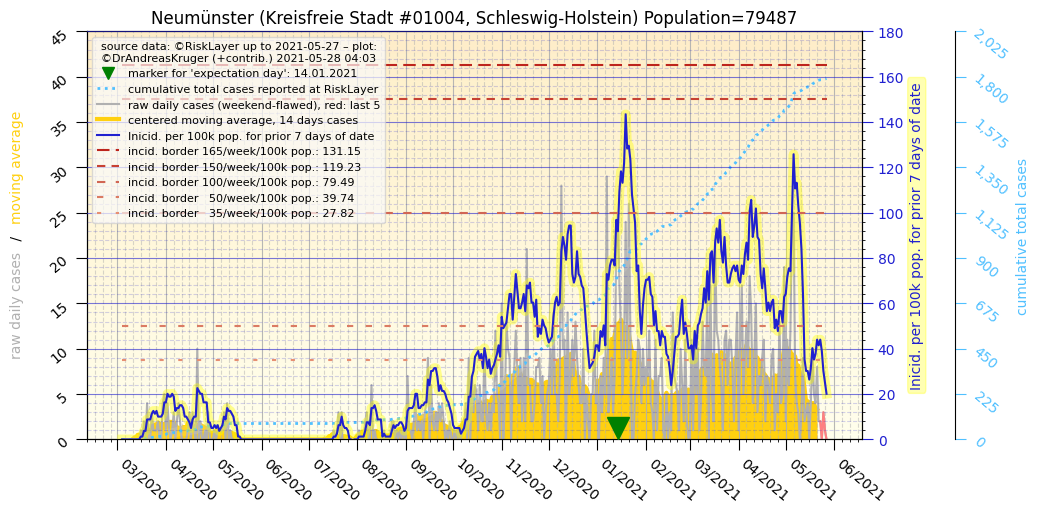 Neumünster (Kreisfreie Stadt #01004, Schleswig-Holstein) Population=79487
source data: ©RiskLayer up to 2021-05-27 – plot:
©DrAndreasKruger (+contrib.) 2021-05-28 04:03
marker for 'expectation day': 14.01.2021
cumulative total cases reported at RiskLayer
raw daily cases (weekend-flawed), red: last 5
centered moving average, 14 days cases
Inicid. per 100k pop. for prior 7 days of date
incid. border 165/week/100k pop.: 131.15
incid. border 150/week/100k pop.: 119.23
incid. border 100/week/100k pop.: 79.49
incid. border   50/week/100k pop.: 39.74
incid. border   35/week/100k pop.: 27.82
raw daily cases / moving average
45
40
35
30
25
20
15
10
5
0
03/2020
04/2020
05/2020
06/2020
07/2020
08/2020
09/2020
10/2020
11/2020
12/2020
01/2021
02/2021
03/2021
04/2021
05/2021
06/2021
180
160
140
120
100
80
60
40
20
0
Inicid. per 100k pop. for prior 7 days of date
2,025
1,800
1,575
1,350
1,125
900
675
450
225
0
cumulative total cases